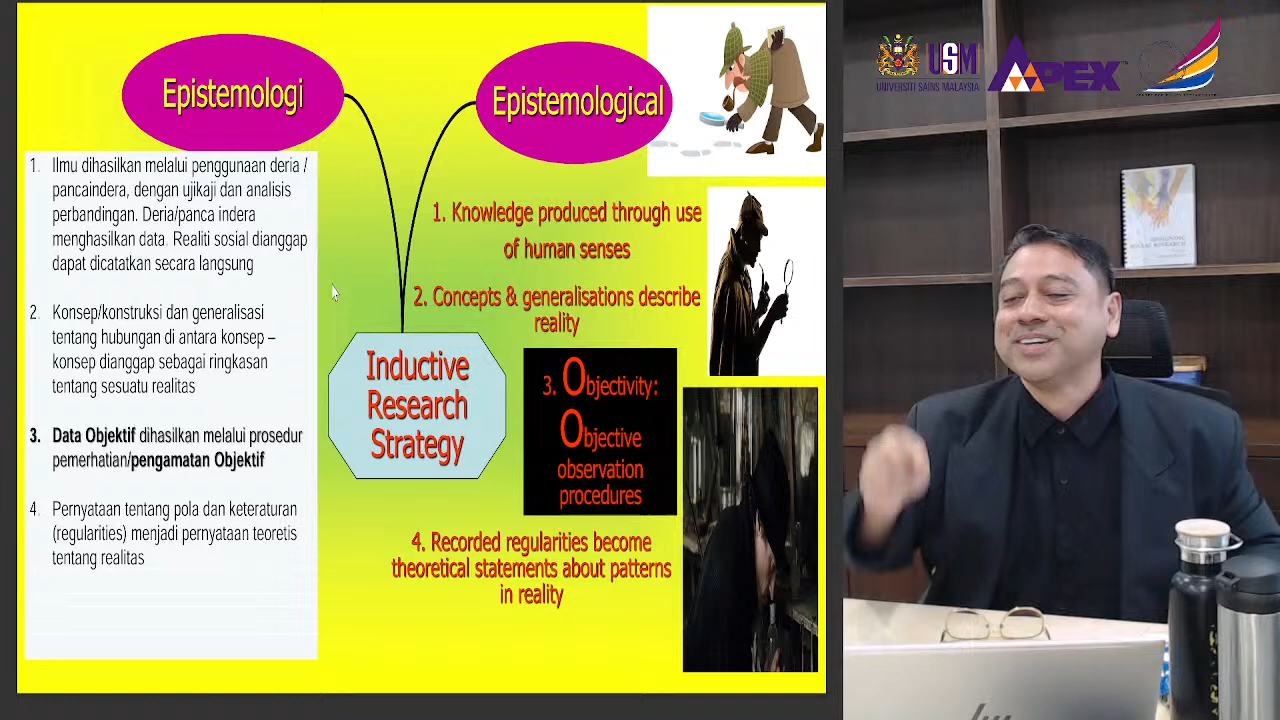 Epistemologi
1. Ilmu dihasilkan melalui penggunaan deria /
pancaindera, dengan ujikaji dan analisis
perbandingan. Deria/panca indera
menghasilkan data. Realiti sosial dianggap
dapat dicatatkan secara langsung
2. Konsep/konstruksi dan generalisasi
tentang hubungan di antara konsep –
konsep dianggap sebagai ringkasan
tentang sesuatu realitas
3. Data Objektif dihasilkan melalui prosedur
pemerhatian/pengamatan Objektif
4. Pernyataan tentang pola dan keteraturan
(regularities) menjadi pernyataan teoretis
tentang realitas
Epistemological
1. Knowledge produced through use
of human senses
2. Concepts & generalisations describe
reality
Inductive
Research
Strategy
3. Objectivity:
Objective
observation
procedures
4. Recorded regularities become
theoretical statements about patterns
in reality
USM
UNIVERSITI SAINS MALAYSIA
APEX
DESIGNING
SOCIAL RESEARCH
hp